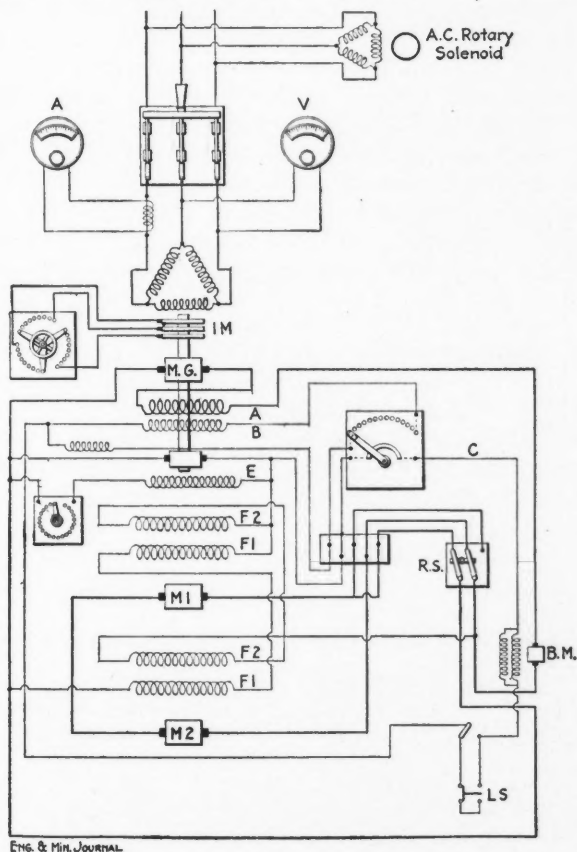 A.C. Rotary
Solenoid
A
V
IM
M.G.
A
B
C
E
F2
F1
R.S.
M1
F2
B.M.
F1
M2
LS
ENG. & MIN. JOURNAL